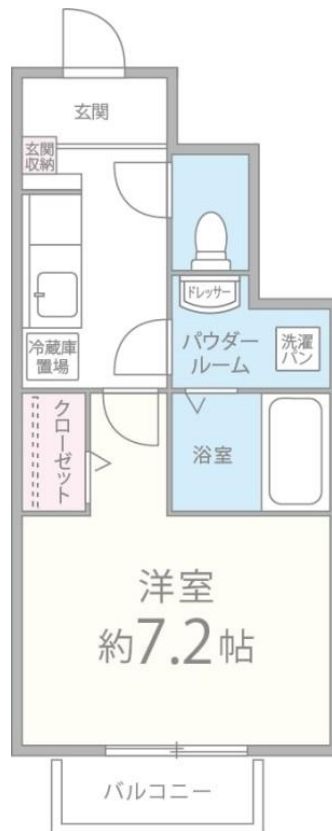 玄関
玄関
収納
ドレッサー
冷蔵庫
置場
パウダー
ルーム
洗濯
パン
クローゼット
浴室
洋室
約7.2帖
バルコニー